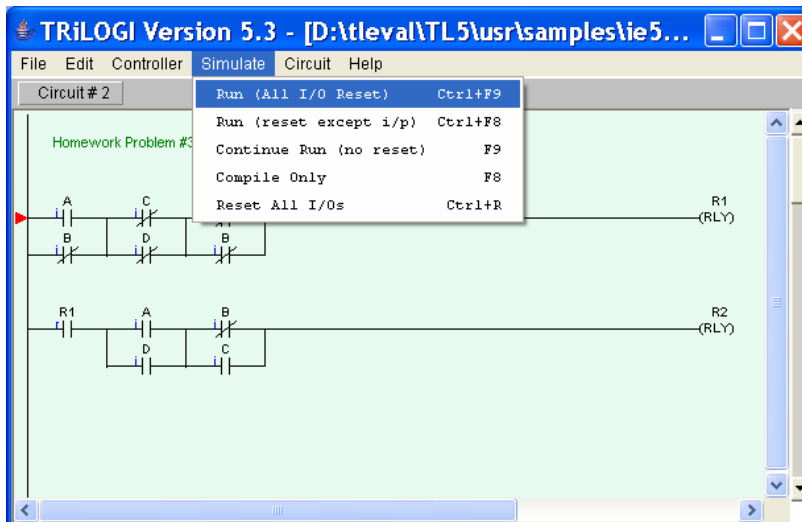 TRiLOGI Version 5.3 - [D:\tleval\TL5\usr\samples\ie5...
File Edit Controller Simulate Circuit Help
Circuit # 2
Run (All I/O Reset) Ctrl+F9
Run (reset except i/p) Ctrl+F8
Continue Run (no reset) F9
Compile Only F8
Reset All I/Os Ctrl+R
Homework Problem #3
A C R1
i i (RLY)
B D B
i i i
R1 A B R2
r i i (RLY)
D C
i i